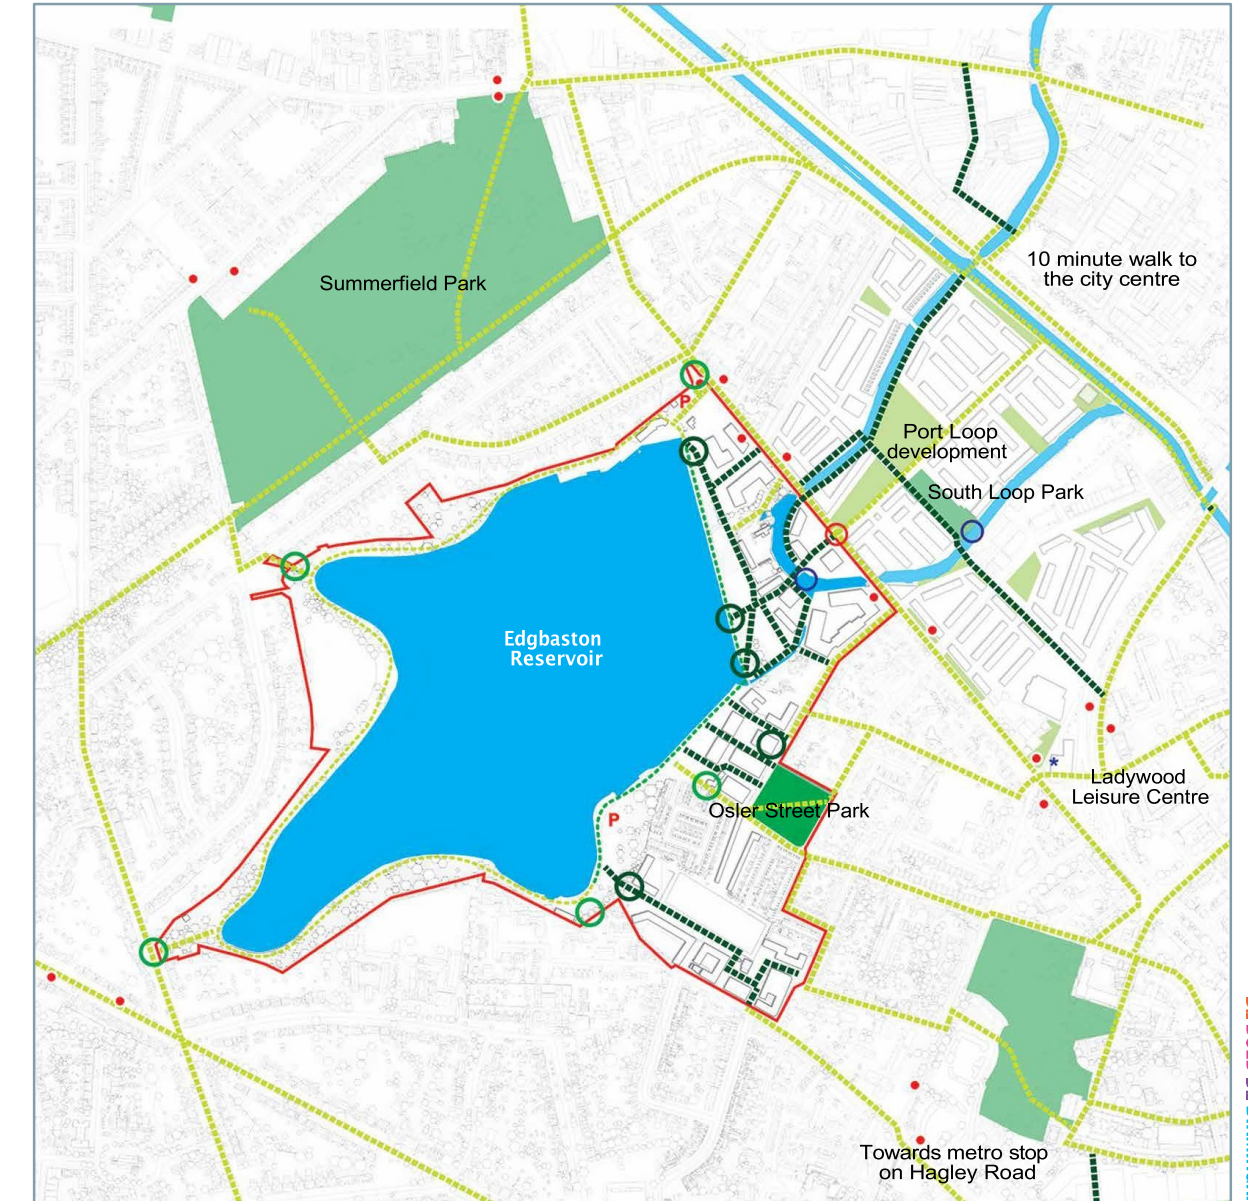 Summerfield Park
10 minute walk to
the city centre
P
Port Loop
development
South Loop Park
Edgbaston
Reservoir
*
Ladywood
Leisure Centre
Osler Street Park
P
Towards metro stop
on Hagley Road